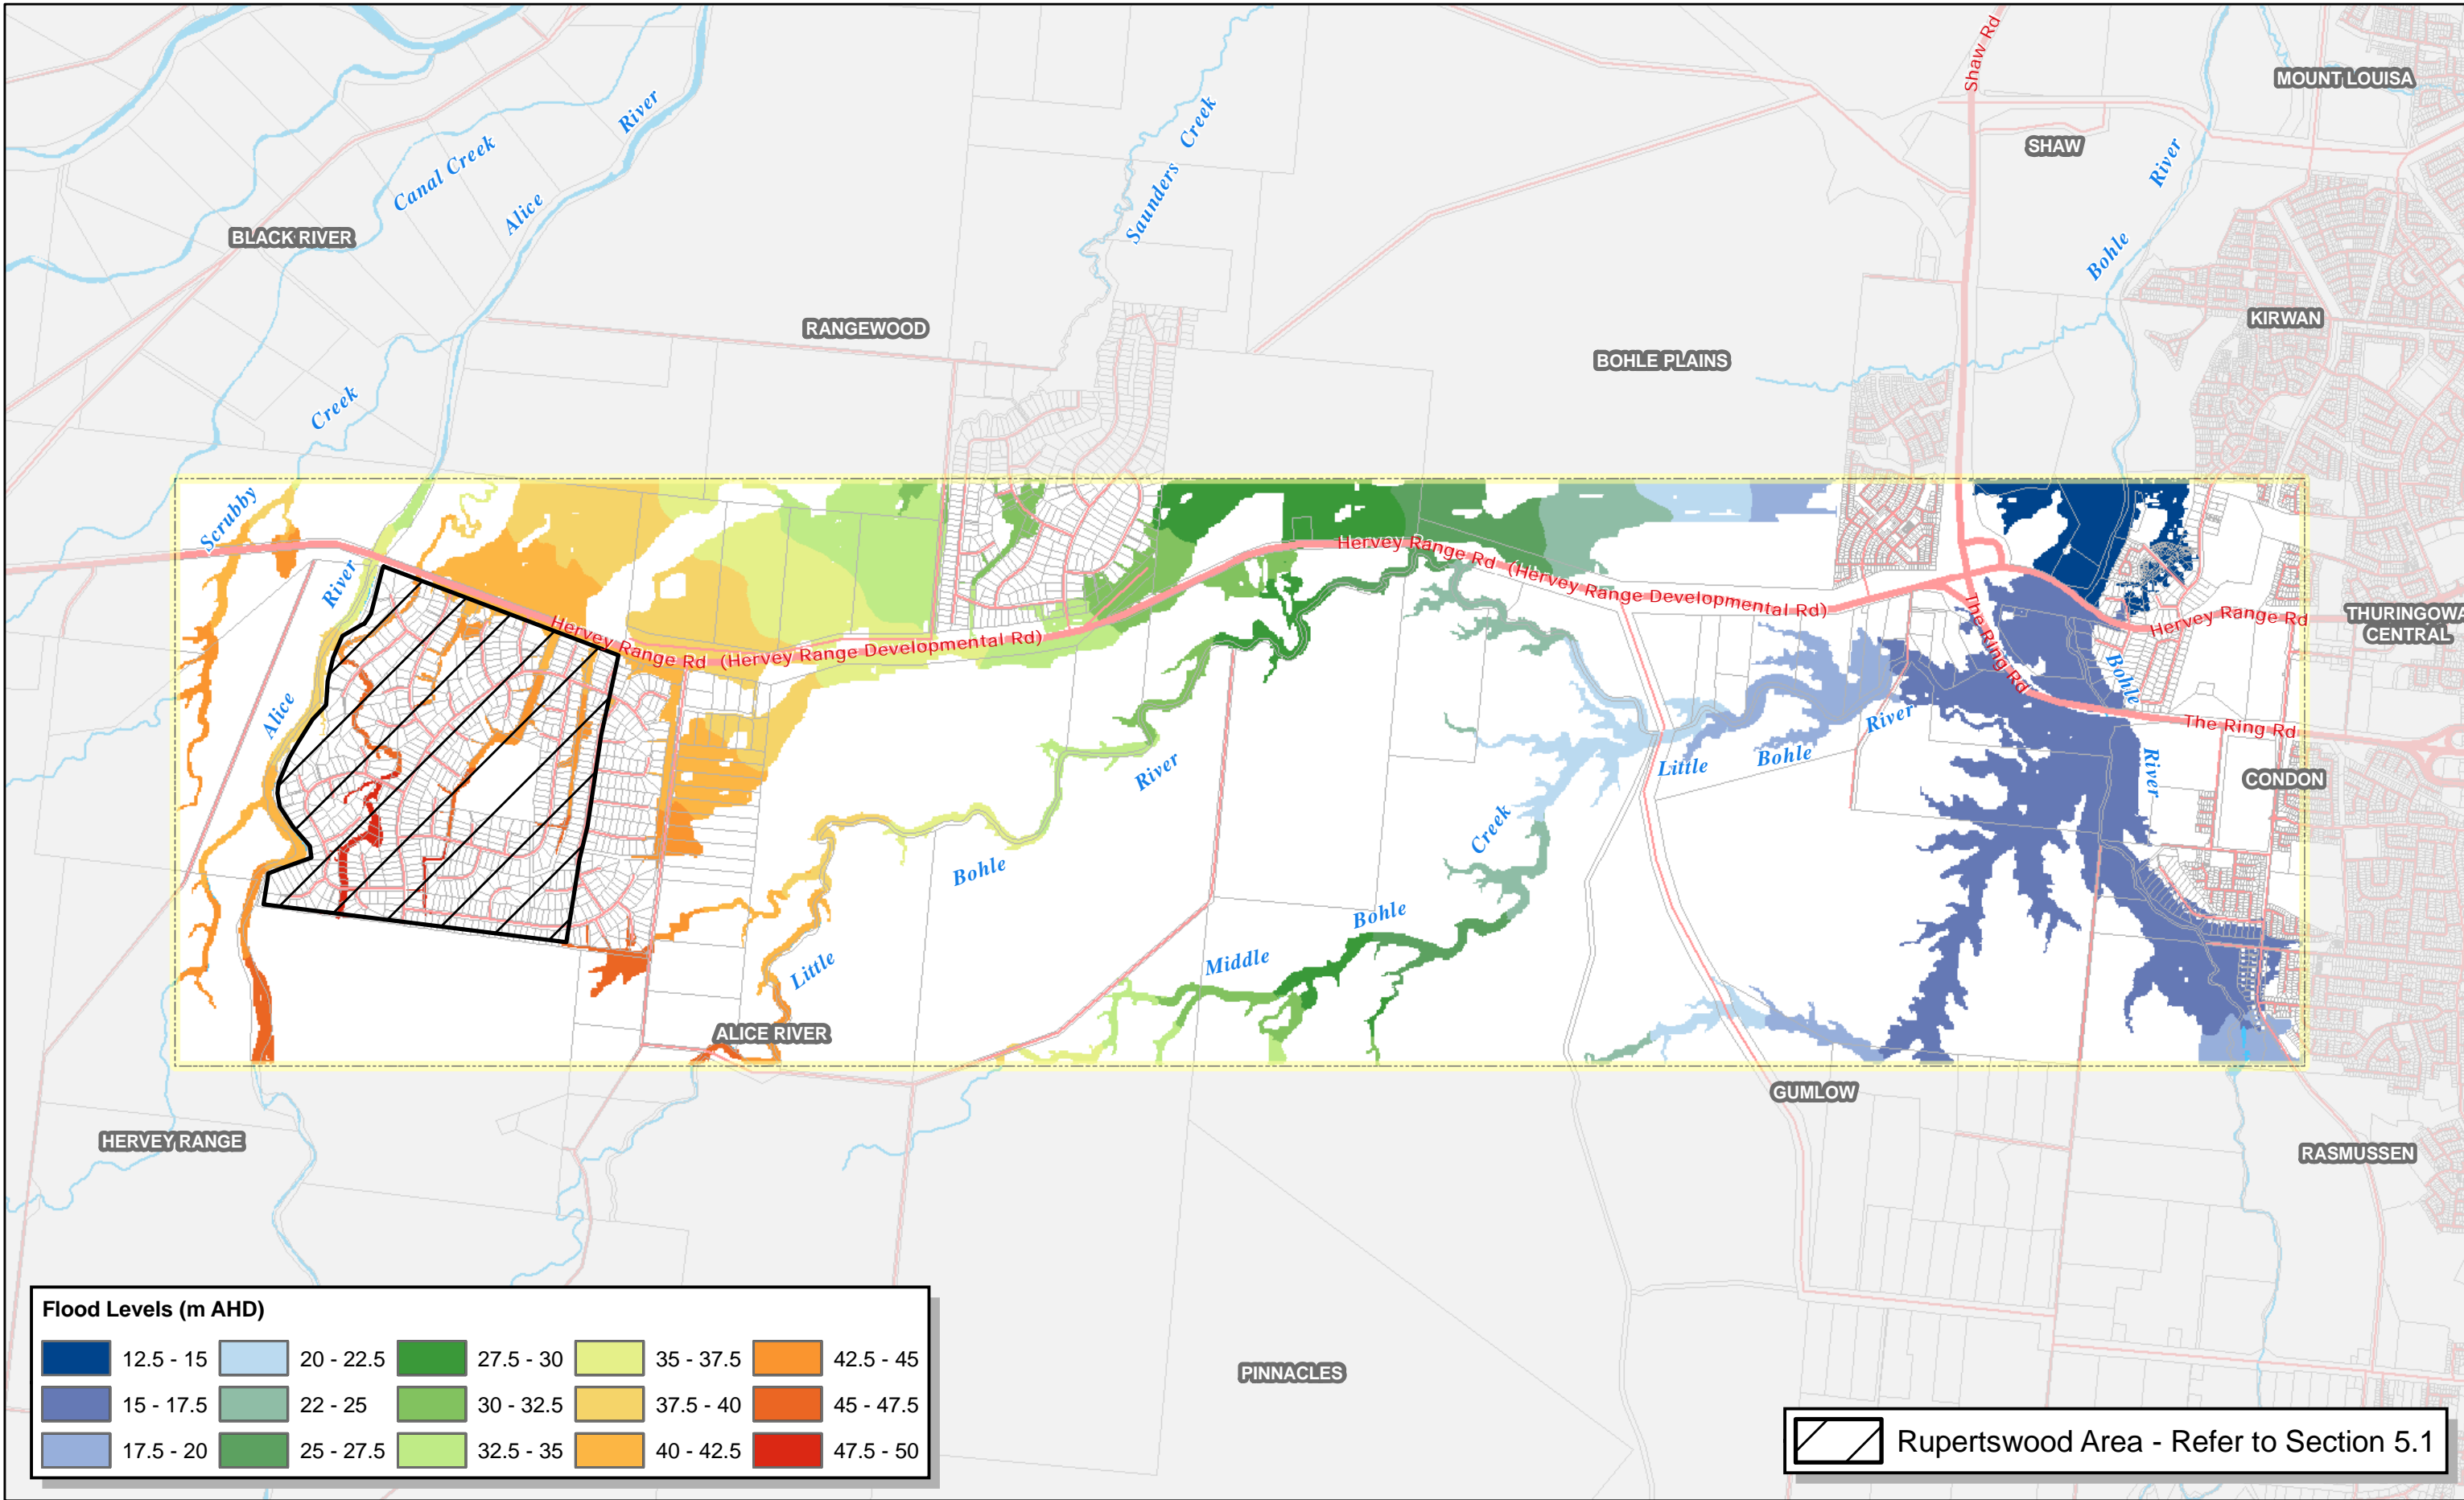 Shaw Rd
MOUNT LOUISA
SHAW
River
Bohle
Canal Creek
River
Alice
Saunders Creek
BLACK RIVER
RANGEWOOD
BOHLE PLAINS
KIRWAN
Creek
Scrubby
River
Alice
Hervey Range Rd (Hervey Range Developmental Rd)
Hervey Range Rd (Hervey Range Developmental Rd)
The Ring Rd
Hervey Range Rd
THURINGOWA
CENTRAL
Bohle
The Ring Rd
River
CONDON
River
Bohle
Little
River
Bohle
Little
Creek
Bohle
Middle
ALICE RIVER
GUMLOW
HERVEY RANGE
RASMUSSEN
PINNACLES
Flood Levels (m AHD)
12.5 - 15
20 - 22.5
27.5 - 30
35 - 37.5
42.5 - 45
15 - 17.5
22 - 25
30 - 32.5
37.5 - 40
45 - 47.5
17.5 - 20
25 - 27.5
32.5 - 35
40 - 42.5
47.5 - 50
Rupertswood Area - Refer to Section 5.1